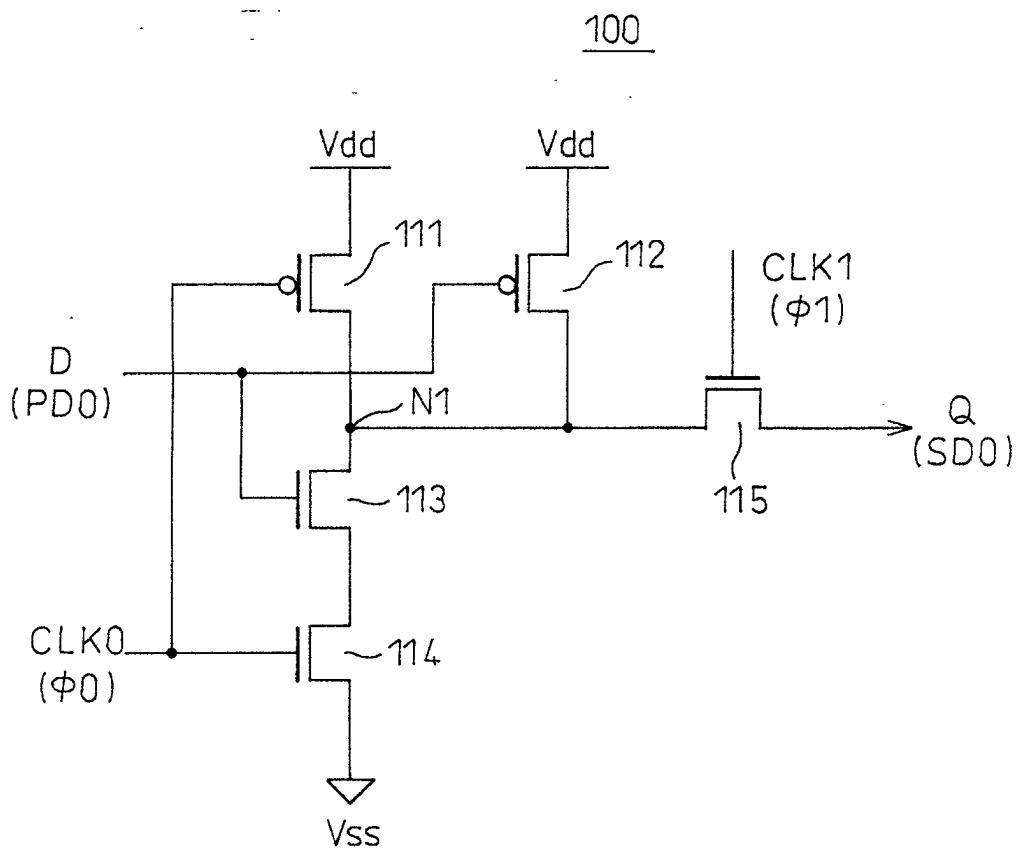 100
Vdd
Vdd
111
112
CLK1
(φ1)
D
(PD0)
N1
Q
(SD0)
113
115
CLK0
(φ0)
114
Vss